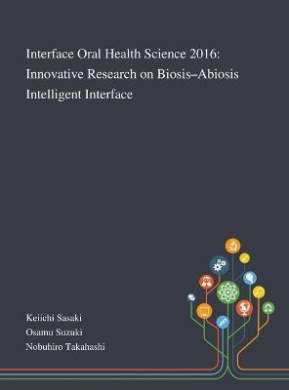 Interface Oral Health Science 2016:
Innovative Research on Biosis–Abiosis
Intelligent Interface
Keiichi Sasaki
Osamu Suzuki
Nobuhiro Takahashi